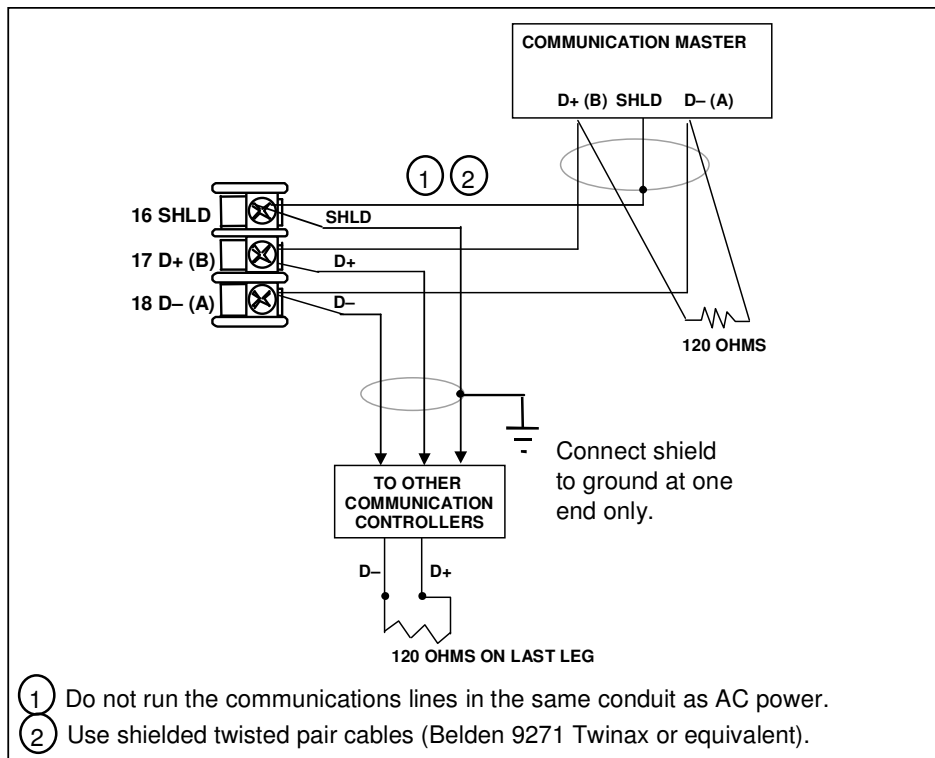 COMMUNICATION MASTER
D+ (B) SHLD D– (A)
1 2
16 SHLD
SHLD
17 D+ (B)
D+
18 D– (A)
D–
120 OHMS
Connect shield
to ground at one
end only.
TO OTHER
COMMUNICATION
CONTROLLERS
D– D+
120 OHMS ON LAST LEG
1 Do not run the communications lines in the same conduit as AC power.
2 Use shielded twisted pair cables (Belden 9271 Twinax or equivalent).